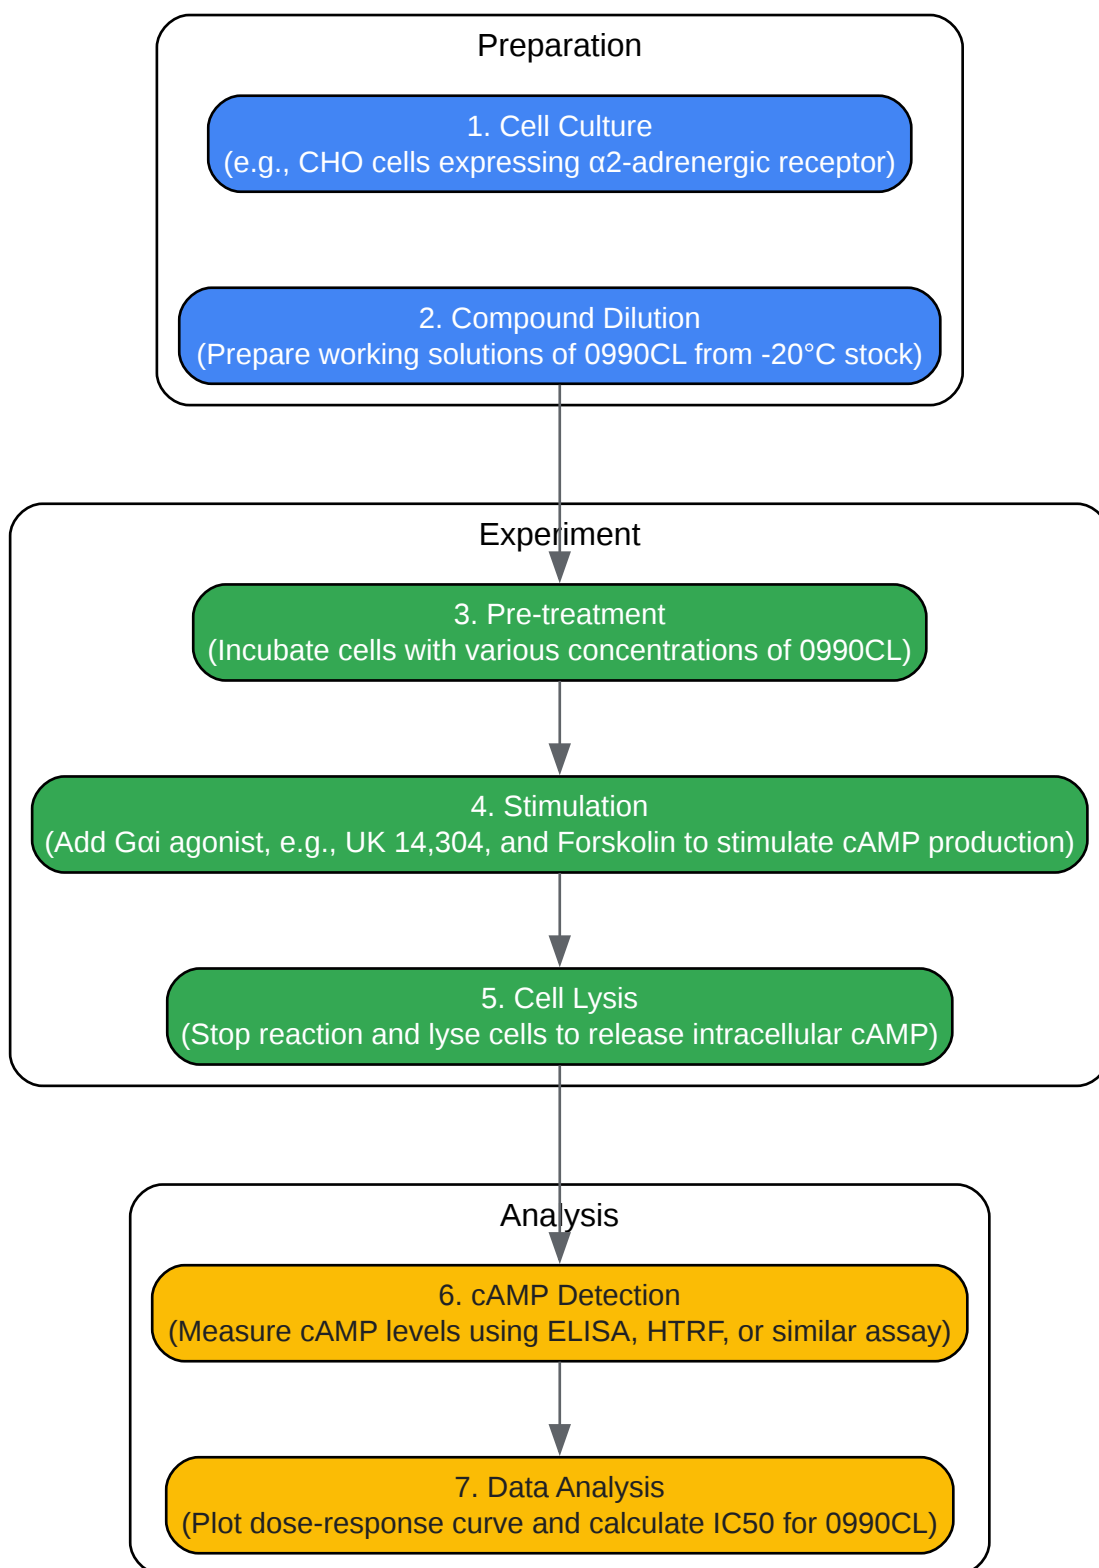 Preparation
1. Cell Culture
(e.g., CHO cells expressing α2-adrenergic receptor)
2. Compound Dilution
(Prepare working solutions of 0990CL from -20°C stock)
Experiment
3. Pre-treatment
(Incubate cells with various concentrations of 0990CL)
4. Stimulation
(Add Gαi agonist, e.g., UK 14,304, and Forskolin to stimulate cAMP production)
5. Cell Lysis
(Stop reaction and lyse cells to release intracellular cAMP)
Analysis
6. cAMP Detection
(Measure cAMP levels using ELISA, HTRF, or similar assay)
7. Data Analysis
(Plot dose-response curve and calculate IC50 for 0990CL)